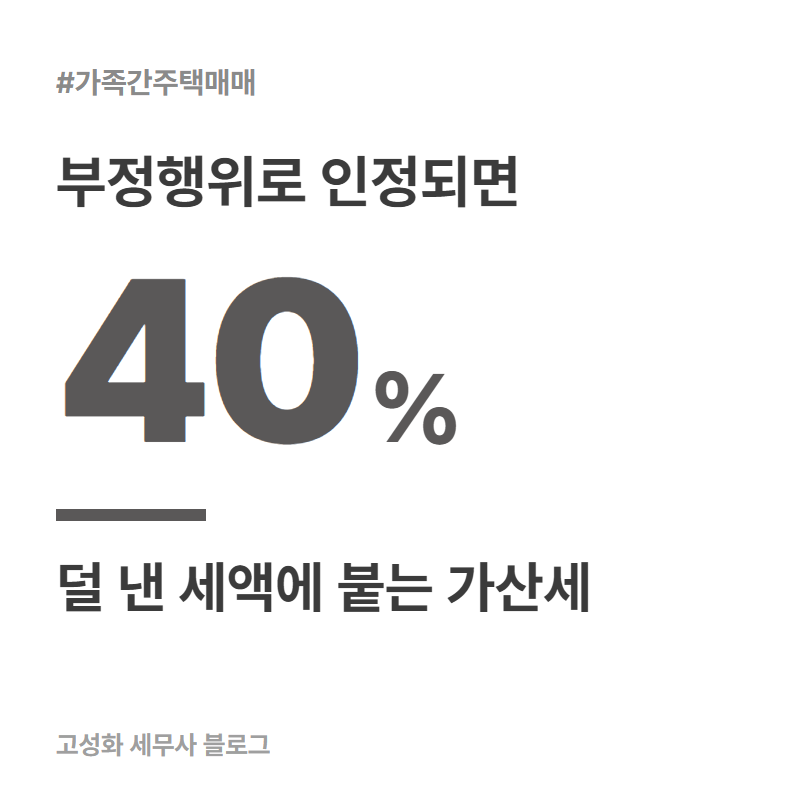 #가족간주택매매
부정행위로 인정되면
40%
덜 낸 세액에 붙는 가산세
고성화 세무사 블로그